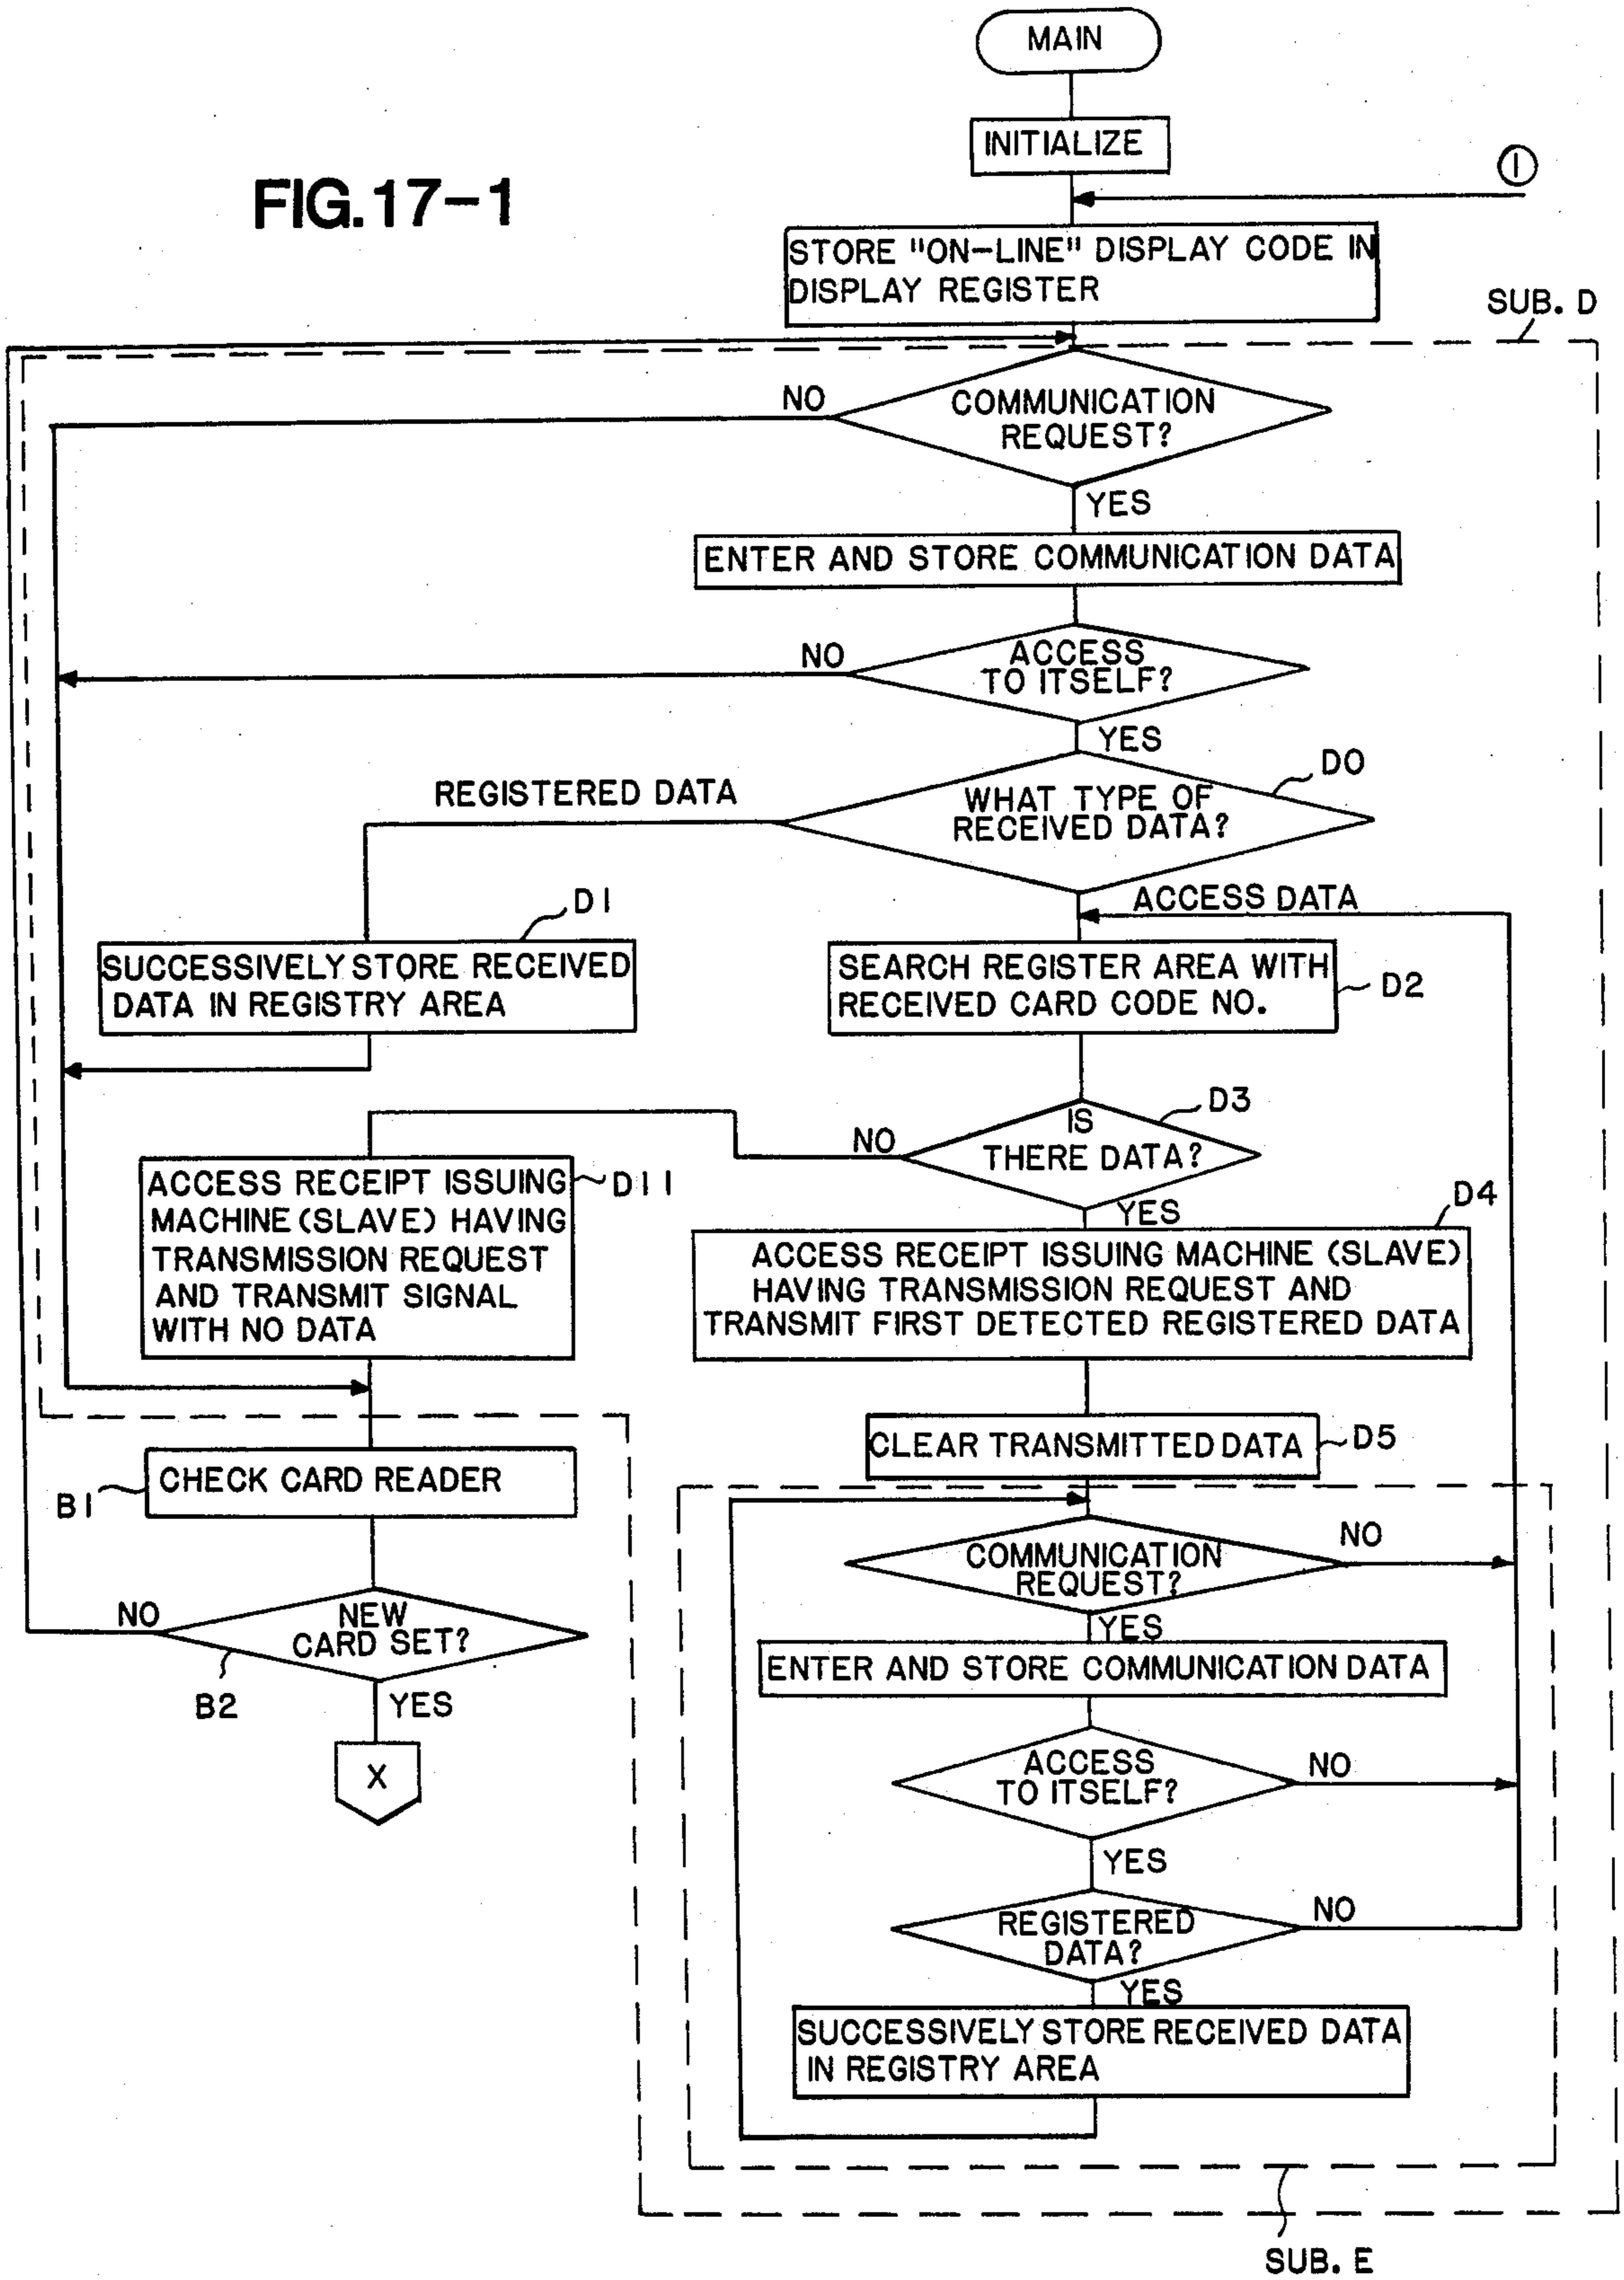 MAIN
INITIALIZE
1
FIG.17-1
STORE "ON-LINE" DISPLAY CODE IN
DISPLAY REGISTER
SUB. D
NO
COMMUNICATION
REQUEST?
YES
ENTER AND STORE COMMUNICATION DATA
NO
ACCESS
TO ITSELF?
YES
D0
REGISTERED DATA
WHAT TYPE OF
RECEIVED DATA?
D1
ACCESS DATA
SUCCESSIVELY STORE RECEIVED
DATA IN REGISTRY AREA
SEARCH REGISTER AREA WITH
RECEIVED CARD CODE NO.
D2
D3
NO
IS
THERE DATA?
YES
D4
ACCESS RECEIPT ISSUING
MACHINE (SLAVE) HAVING
TRANSMISSION REQUEST
AND TRANSMIT SIGNAL
WITH NO DATA
D11
ACCESS RECEIPT ISSUING MACHINE (SLAVE)
HAVING TRANSMISSION REQUEST AND
TRANSMIT FIRST DETECTED REGISTERED DATA
CLEAR TRANSMITTED DATA
D5
CHECK CARD READER
B1
COMMUNICATION
REQUEST?
NO
YES
NO
NEW
CARD SET?
B2
YES
X
ENTER AND STORE COMMUNICATION DATA
ACCESS
TO ITSELF?
NO
YES
REGISTERED
DATA?
NO
YES
SUCCESSIVELY STORE RECEIVED DATA
IN REGISTRY AREA
SUB. E